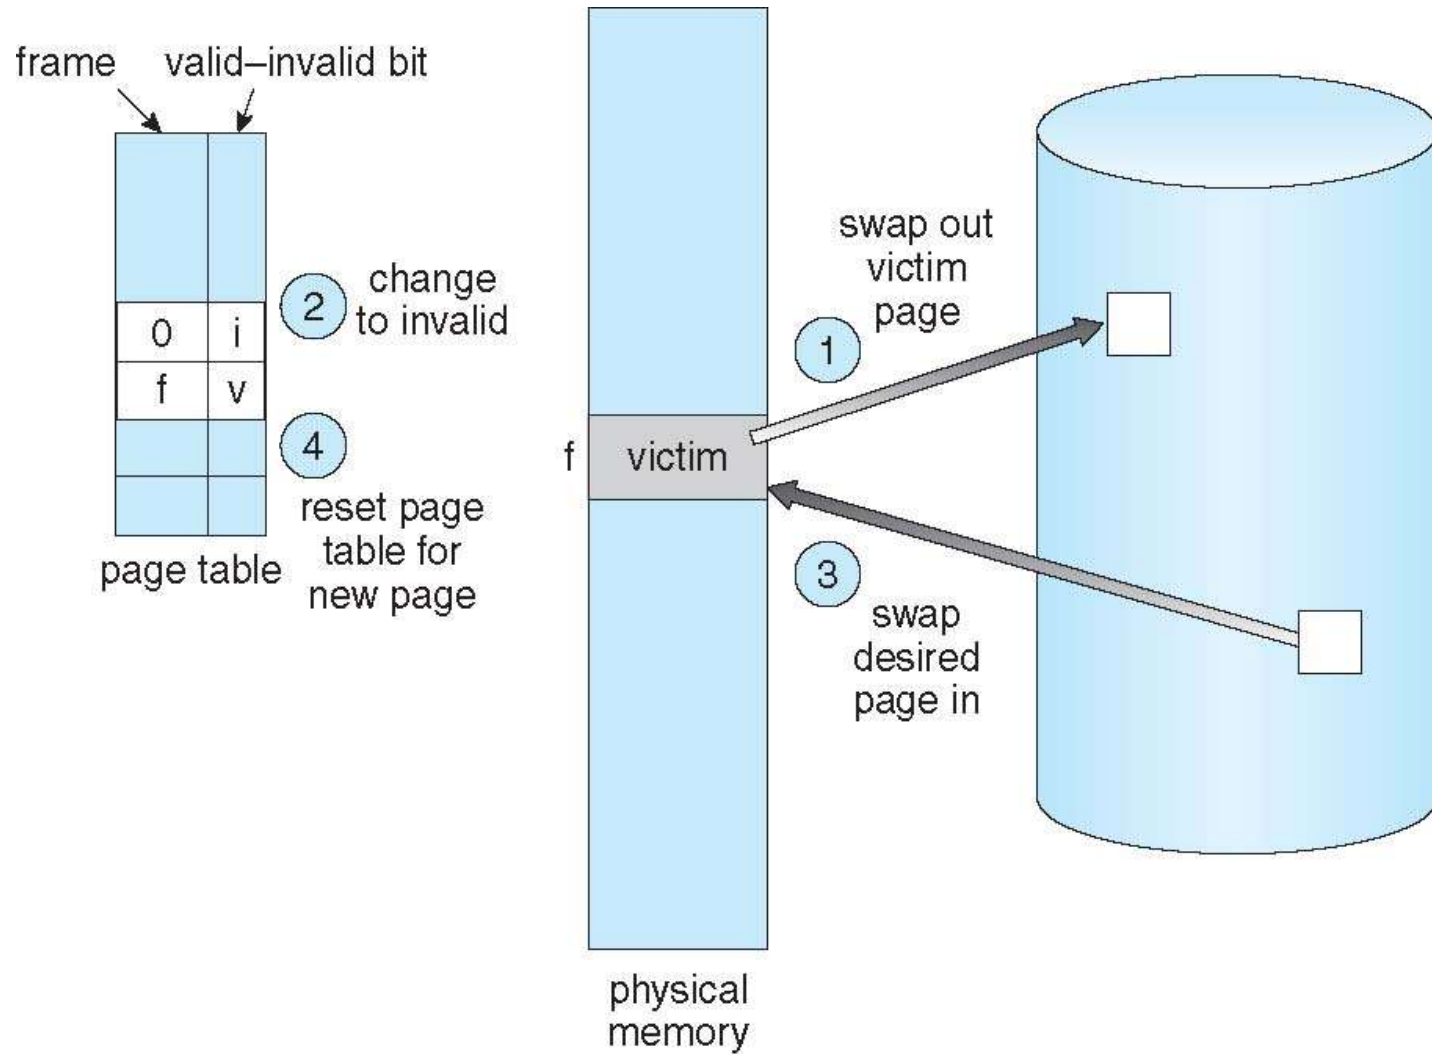 frame
valid–invalid bit
0
i
f
v
2
change
to invalid
4
reset page
table for
new page
page table
f
victim
physical
memory
swap out
victim
page
1
3
swap
desired
page in